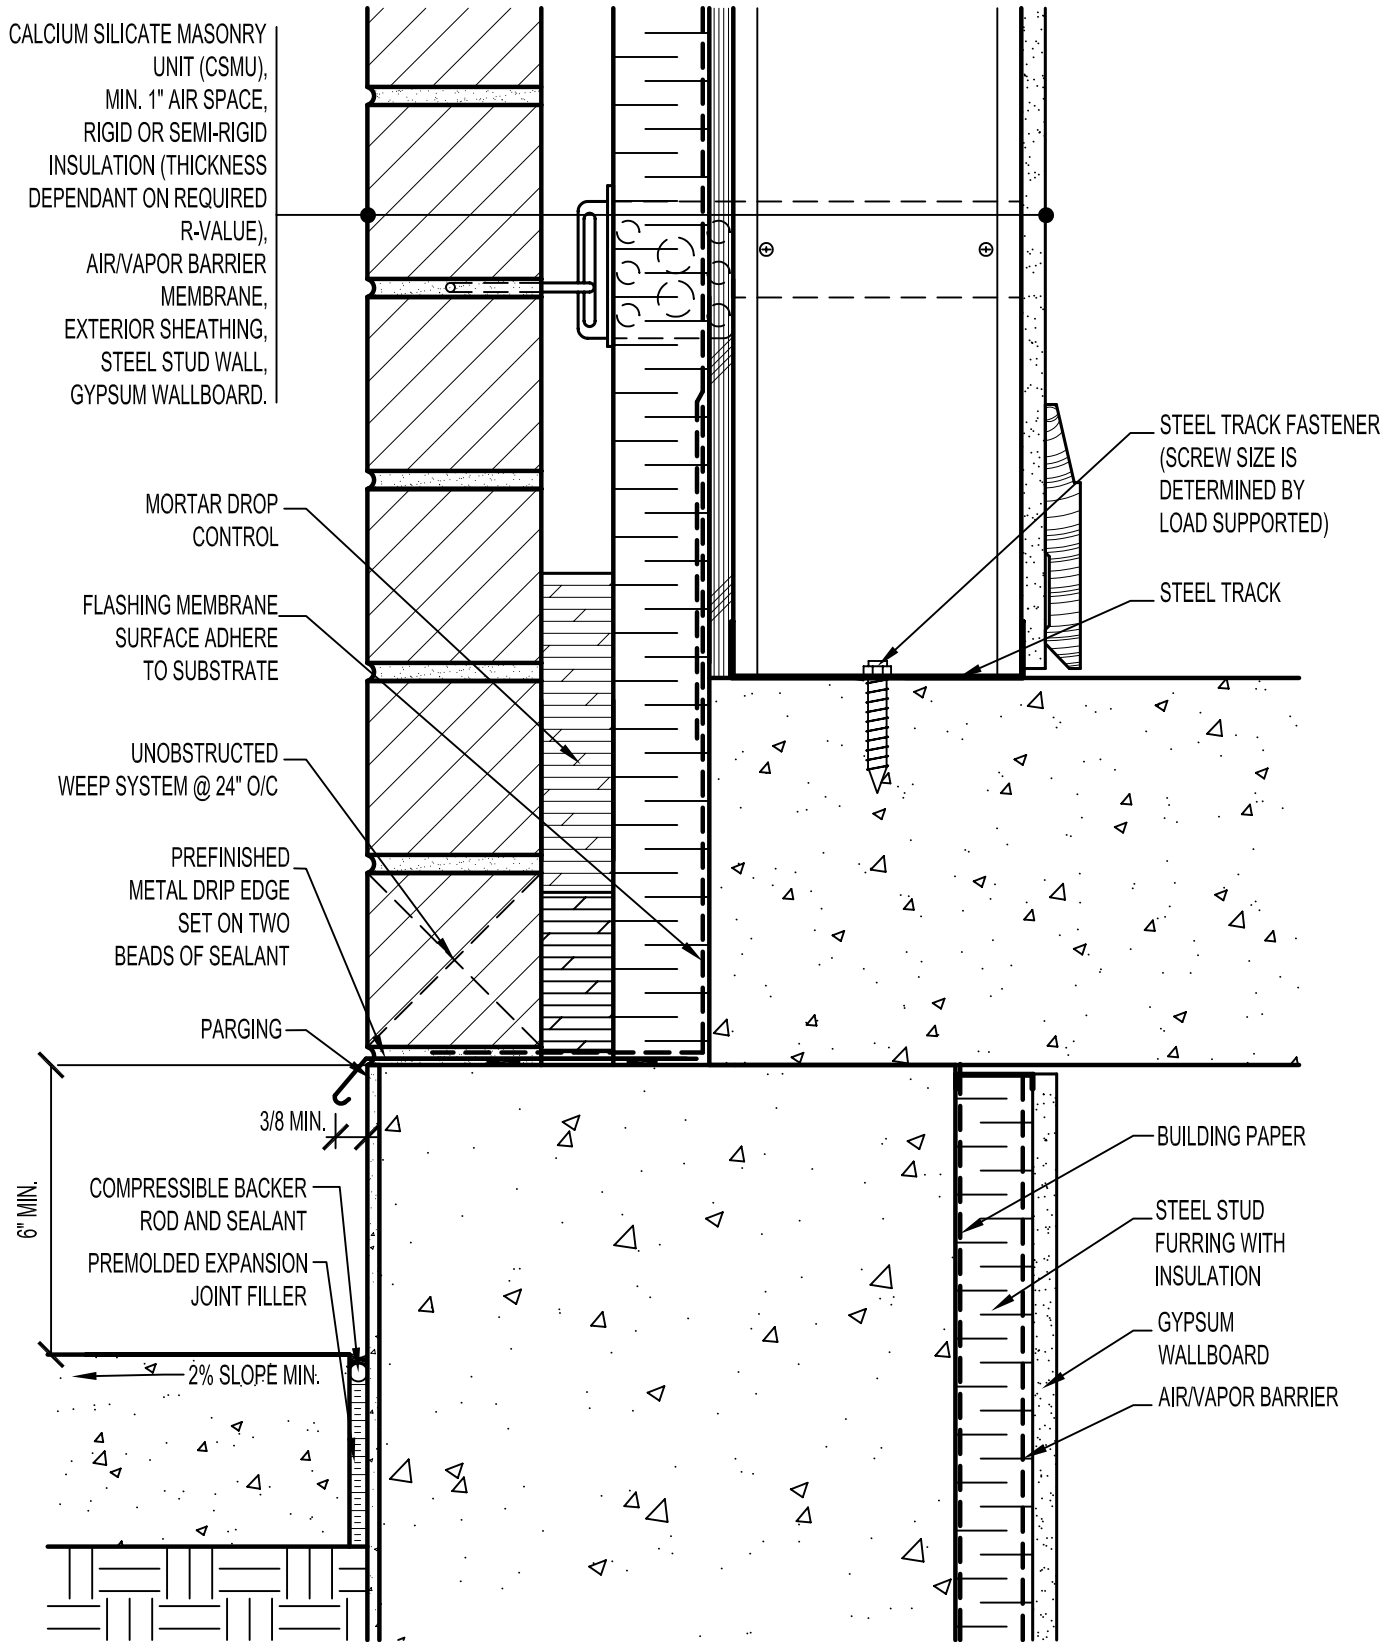 CALCIUM SILICATE MASONRY
UNIT (CSMU),
MIN. 1" AIR SPACE,
RIGID OR SEMI-RIGID
INSULATION (THICKNESS
DEPENDANT ON REQUIRED
R-VALUE),
AIR/VAPOR BARRIER
MEMBRANE,
EXTERIOR SHEATHING,
STEEL STUD WALL,
GYPSUM WALLBOARD.
STEEL TRACK FASTENER
(SCREW SIZE IS
DETERMINED BY
LOAD SUPPORTED)
STEEL TRACK
MORTAR DROP
CONTROL
FLASHING MEMBRANE
SURFACE ADHERE
TO SUBSTRATE
UNOBSTRUCTED
WEEP SYSTEM @ 24" O/C
PREFINISHED
METAL DRIP EDGE
SET ON TWO
BEADS OF SEALANT
PARGING
3/8 MIN.
6" MIN.
COMPRESSIBLE BACKER
ROD AND SEALANT
PREMOLDED EXPANSION
JOINT FILLER
2% SLOPE MIN.
BUILDING PAPER
STEEL STUD
FURRING WITH
INSULATION
GYPSUM
WALLBOARD
AIR/VAPOR BARRIER